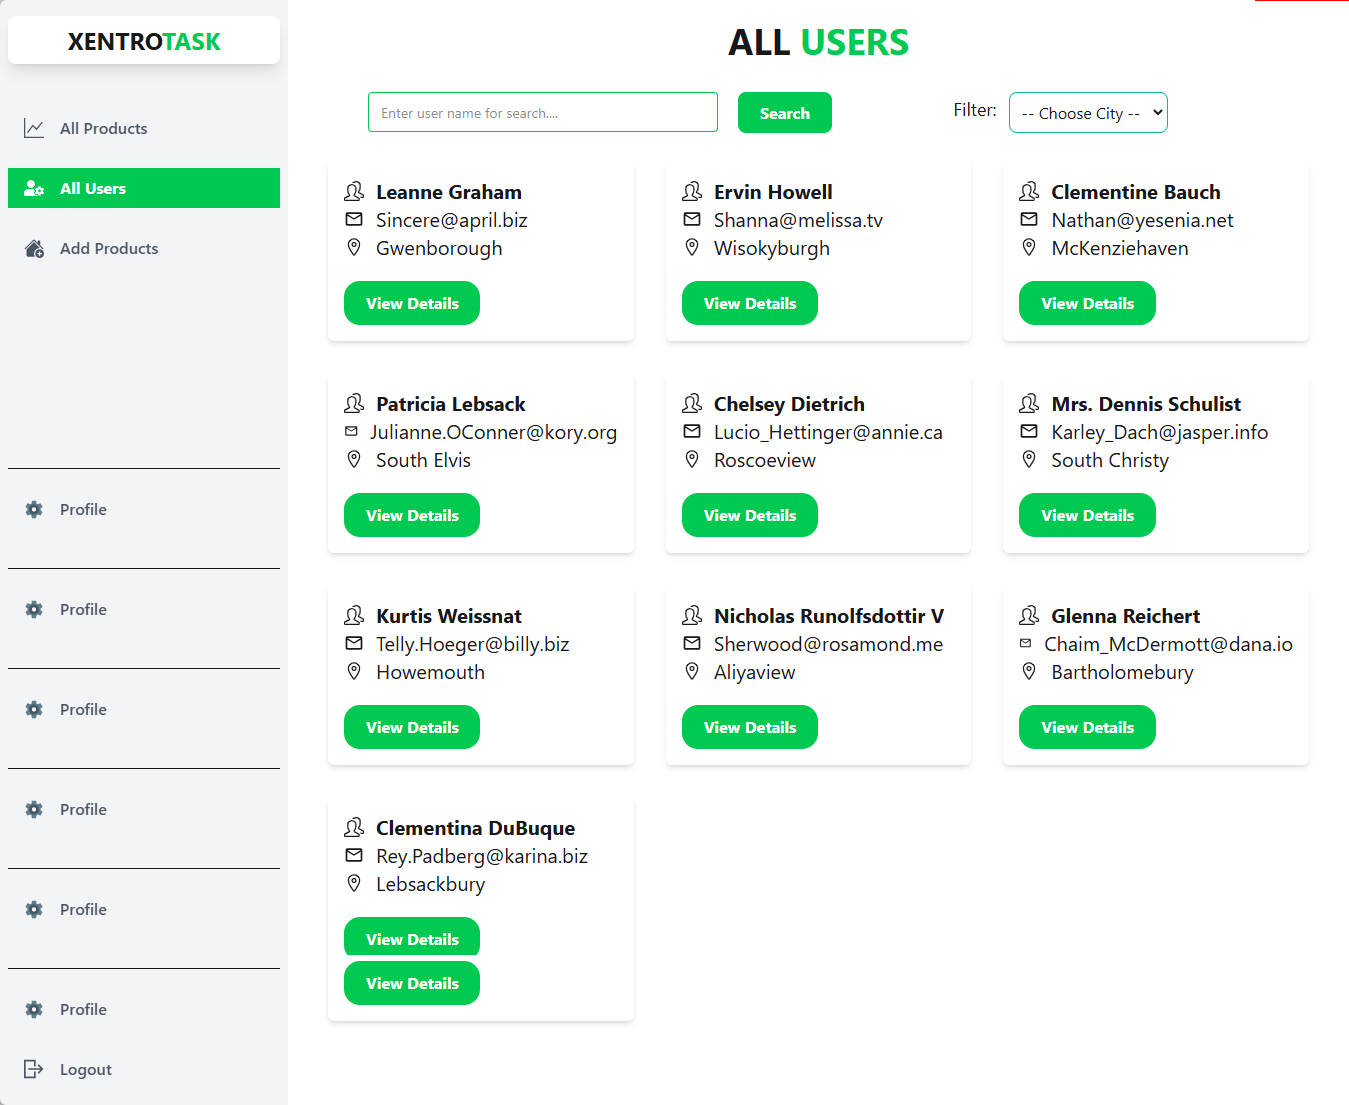 XENTROTASK
All Products
All Users
Add Products
Profile
Profile
Profile
Profile
Profile
Profile
Logout
ALL USERS
Enter user name for search....
Search
Filter:
-- Choose City --
Leanne Graham
Sincere@april.biz
Gwenborough
View Details
Ervin Howell
Shanna@melissa.tv
Wisokyburgh
View Details
Clementine Bauch
Nathan@yesenia.net
McKenziehaven
View Details
Patricia Lebsack
Julianne.OConner@kory.org
South Elvis
View Details
Chelsey Dietrich
Lucio_Hettinger@annie.ca
Roscoeview
View Details
Mrs. Dennis Schulist
Karley_Dach@jasper.info
South Christy
View Details
Kurtis Weissnat
Telly.Hoeger@billy.biz
Howemouth
View Details
Nicholas Runolfsdottir V
Sherwood@rosamond.me
Aliyaview
View Details
Glenna Reichert
Chaim_McDermott@dana.io
Bartholomebury
View Details
Clementina DuBuque
Rey.Padberg@karina.biz
Lebsackbury
View Details
View Details